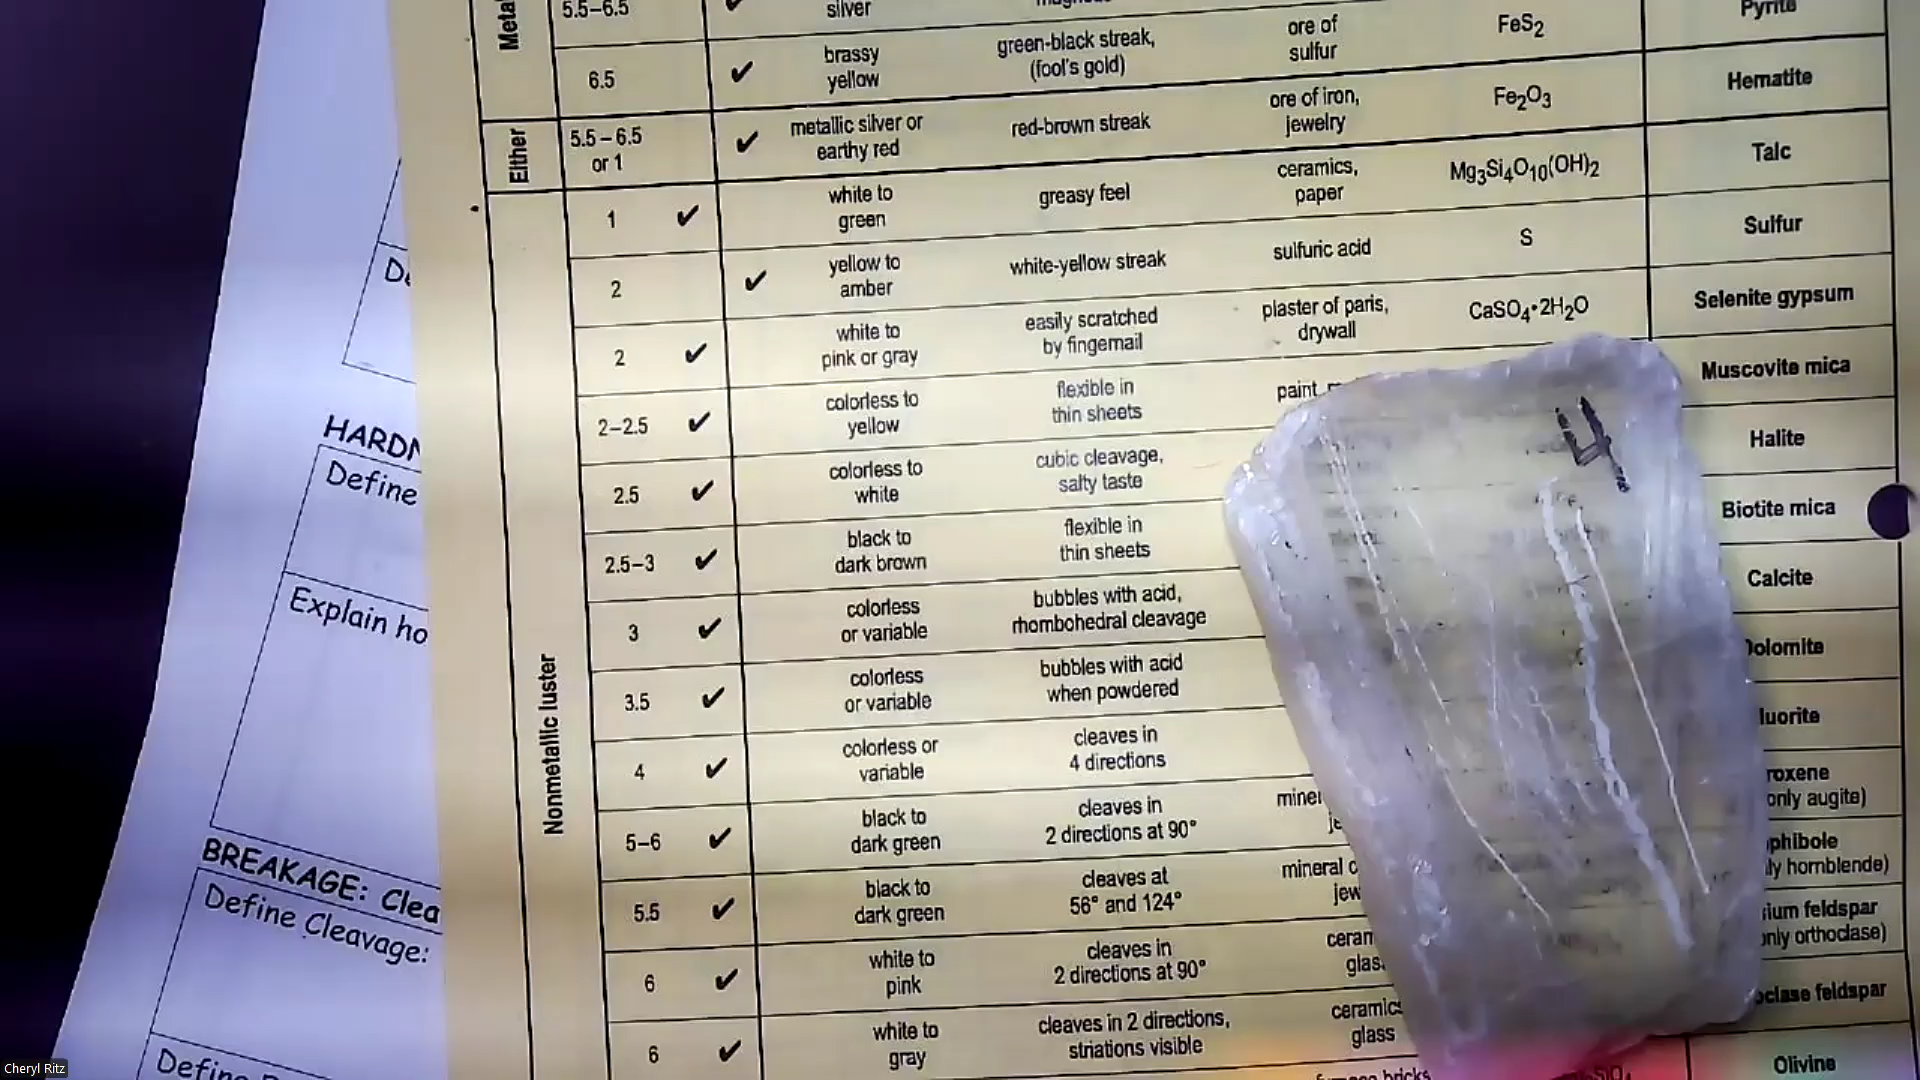 5.5–6.5 ✔ silver
Pyrite
6.5 ✔ brassy yellow green-black streak, (fool's gold) ore of sulfur FeS2
Hematite
Either 5.5 – 6.5 or 1 ✔ metallic silver or earthy red red-brown streak ore of iron, jewelry Fe2O3
Talc
1 ✔ white to green greasy feel ceramics, paper Mg3Si4O10(OH)2
Sulfur
2 ✔ yellow to amber white-yellow streak sulfuric acid S
Selenite gypsum
2 ✔ white to pink or gray easily scratched by fingernail plaster of paris, drywall CaSO4•2H2O
Muscovite mica
2–2.5 ✔ colorless to yellow flexible in thin sheets paint
Halite
2.5 ✔ colorless to white cubic cleavage, salty taste
Biotite mica
2.5–3 ✔ black to dark brown flexible in thin sheets
Calcite
3 ✔ colorless or variable bubbles with acid, rhombohedral cleavage
3.5 ✔ colorless or variable bubbles with acid when powdered
4 ✔ colorless or variable cleaves in 4 directions
only augite)
5–6 ✔ black to dark green cleaves in 2 directions at 90°
hornblende)
5.5 ✔ black to dark green cleaves at 56° and 124° mineral
feldspar
orthoclase)
6 ✔ white to pink cleaves in 2 directions at 90°
feldspar
6 ✔ white to gray cleaves in 2 directions, striations visible ceramics glass
Olivine
bricks
Nonmetallic luster
4
Define
Explain
BREAKAGE:
Define Cleavage:
Cheryl Ritz